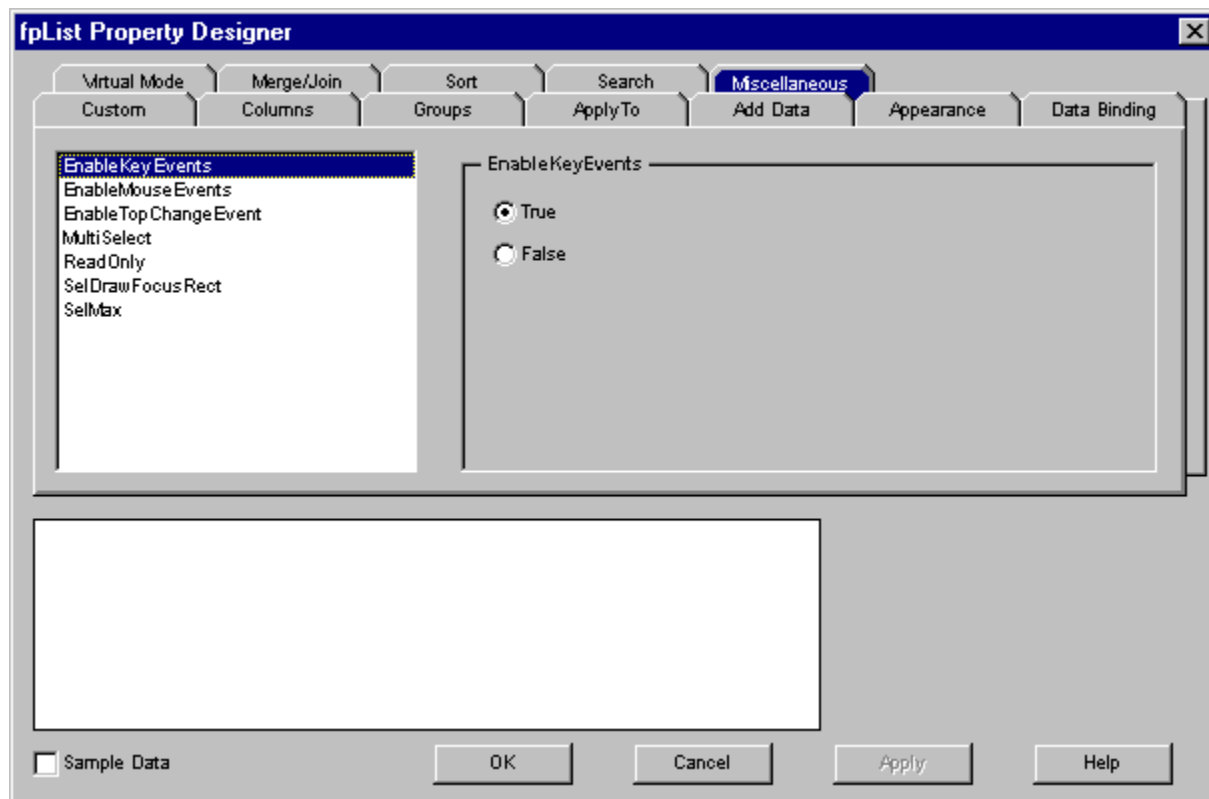 fpList Property Designer
Virtual Mode Merge/Join Sort Search Miscellaneous
Custom Columns Groups ApplyTo Add Data Appearance Data Binding
EnableKeyEvents
EnableMouseEvents
EnableTopChangeEvent
MultiSelect
ReadOnly
SelDrawFocusRect
SelMax
EnableKeyEvents
True
False
Sample Data
OK
Cancel
Apply
Help